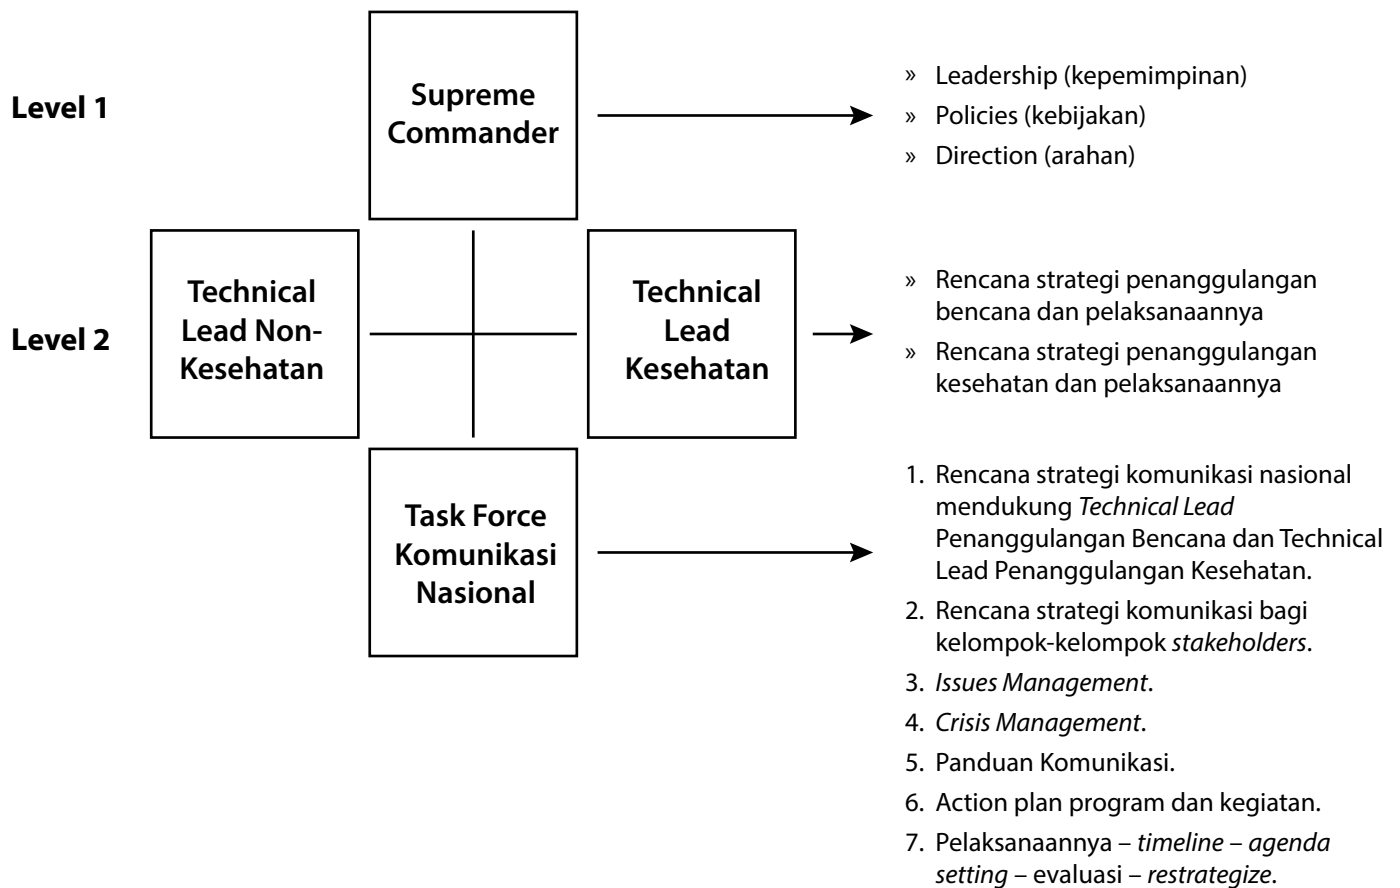 Level 1
Supreme
Commander
» Leadership (kepemimpinan)
» Policies (kebijakan)
» Direction (arahan)
Level 2
Technical
Lead Non-
Kesehatan
Technical
Lead
Kesehatan
» Rencana strategi penanggulangan
bencana dan pelaksanaannya
» Rencana strategi penanggulangan
kesehatan dan pelaksanaannya
Task Force
Komunikasi
Nasional
1. Rencana strategi komunikasi nasional
mendukung Technical Lead
Penanggulangan Bencana dan Technical
Lead Penanggulangan Kesehatan.
2. Rencana strategi komunikasi bagi
kelompok-kelompok stakeholders.
3. Issues Management.
4. Crisis Management.
5. Panduan Komunikasi.
6. Action plan program dan kegiatan.
7. Pelaksanaannya – timeline – agenda
setting – evaluasi – restrategize.